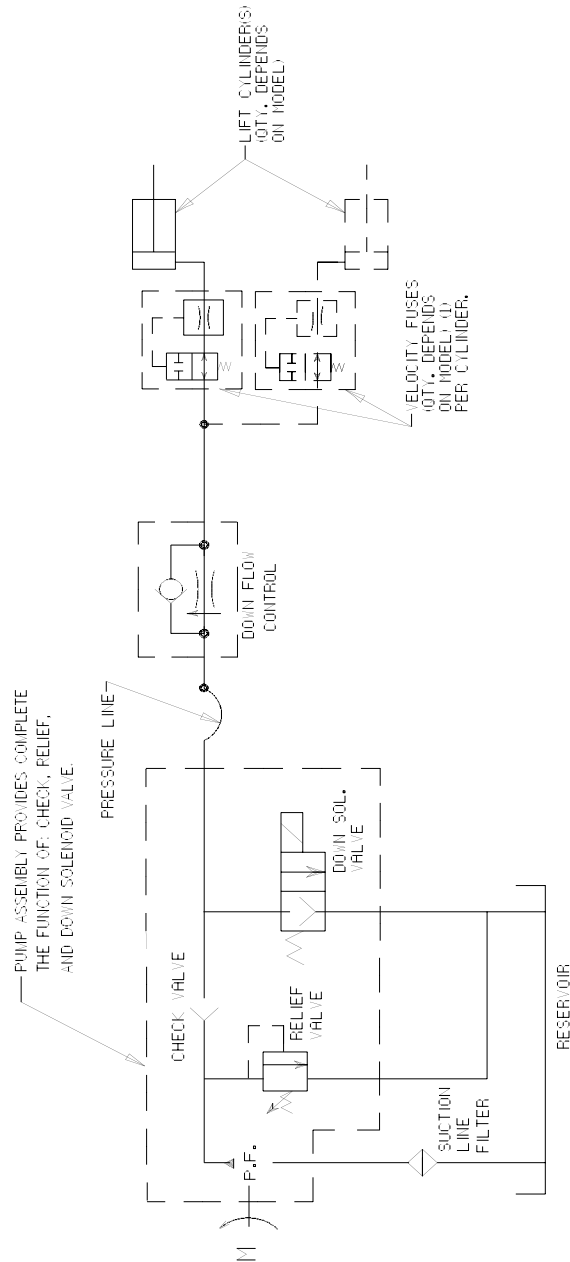 PUMP ASSEMBLY PROVIDES COMPLETE
THE FUNCTION OF: CHECK, RELIEF,
AND DOWN SOLENOID VALVE.
PRESSURE LINE
LIFT CYLINDER(S)
(QTY. DEPENDS
ON MODEL)
CHECK VALVE
DOWN FLOW
CONTROL
VELOCITY FUSES
(QTY. DEPENDS
ON MODEL) (1)
PER CYLINDER.
M
P.F.
RELIEF
VALVE
DOWN SOL.
VALVE
SUCTION
LINE
FILTER
RESERVOIR